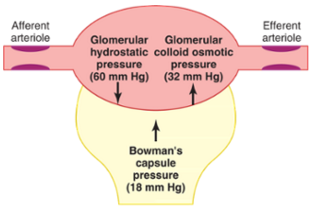 Afferent
arteriole
Glomerular
hydrostatic
pressure
(60 mm Hg)
Glomerular
colloid osmotic
pressure
(32 mm Hg)
Efferent
arteriole
Bowman's
capsule
pressure
(18 mm Hg)